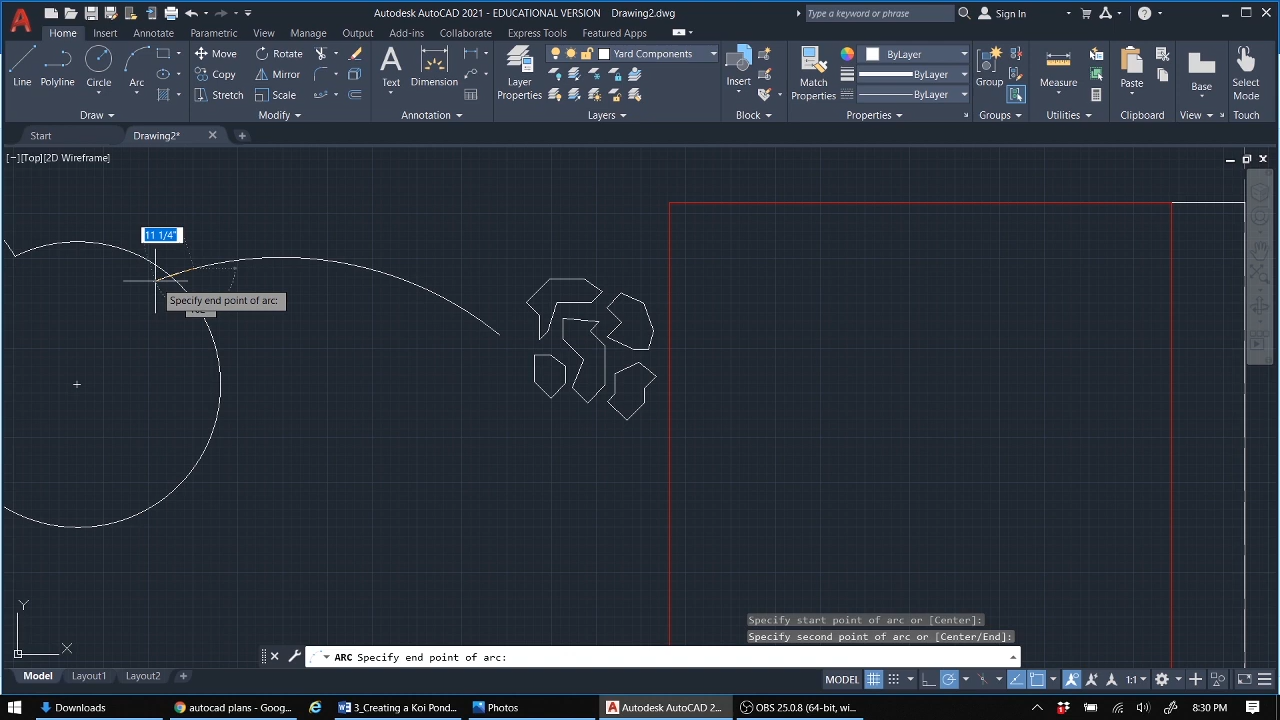 Autodesk AutoCAD 2021 - EDUCATIONAL VERSION Drawing2.dwg
Type a keyword or phrase
Sign In
Home Insert Annotate Parametric View Manage Output Add-ins Collaborate Express Tools Featured Apps
Line Polyline Circle Arc
Move Rotate
Copy Mirror
Stretch Scale
Text Dimension
Layer Properties
Yard Components
Insert
Match Properties
ByLayer
ByLayer
ByLayer
Group
Measure
Paste
Base
Select Mode
Draw Modify Annotation Layers Block Properties Groups Utilities Clipboard View Touch
Start Drawing2*
[−][Top][2D Wireframe]
11 1/4"
Specify end point of arc:
Y
X
Specify start point of arc or [Center]:
Specify second point of arc or [Center/End]:
ARC Specify end point of arc:
Model Layout1 Layout2
MODEL 1:1
Downloads autocad plans - Goog... 3_Creating a Koi Pond... Photos Autodesk AutoCAD 2... OBS 25.0.8 (64-bit, wi... 8:30 PM